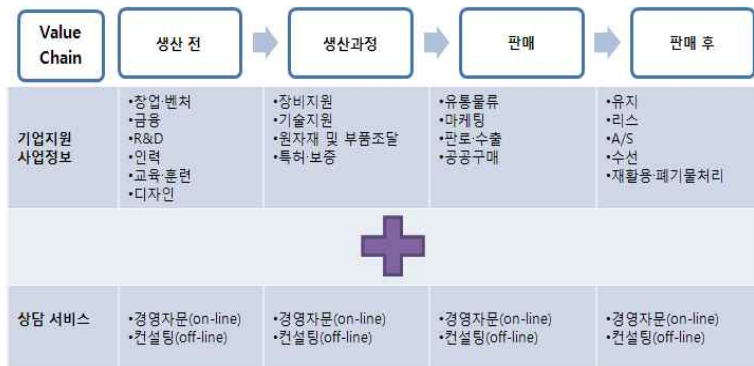 Value
Chain
생산 전
생산과정
판매
판매 후
기업지원
사업정보
•창업·벤처
•금융
•R&D
•인력
•교육·훈련
•디자인
•장비지원
•기술지원
•원자재 및 부품조달
•특허·보증
•유통물류
•마케팅
•판로·수출
•공공구매
•유지
•리스
•A/S
•수선
•재활용·폐기물처리
상담 서비스
•경영자문(on-line)
•컨설팅(off-line)
•경영자문(on-line)
•컨설팅(off-line)
•경영자문(on-line)
•컨설팅(off-line)
•경영자문(on-line)
•컨설팅(off-line)